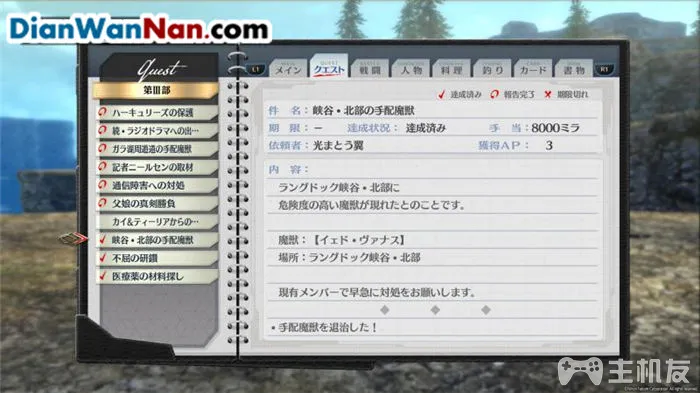 DianWanNan.com
Quest
第Ⅲ部
ハーキュリーズの保護
続・ラジオドラマへの出…
ガラ湖周遊道の手配魔獣
記者ニールセンの取材
通信障害への対処
父娘の真剣勝負
カイ&ティーリアからの…
峡谷・北部の手配魔獣
不屈の研鑽
医療薬の材料探し
L1
メイン
QUEST
クエスト
戦闘
人物
料理
釣り
カード
書物
R1
達成済み 報告完了 期限切れ
件 名：峡谷・北部の手配魔獣
期 限：－ 達成状況： 達成済み 手 当：8000ミラ
依頼者：光まとう翼 獲得AP： 3
内 容：
ラングドック峡谷・北部に
危険度の高い魔獣が現れたとのことです。
魔獣：【イェド・ヴァナス】
場所：ラングドック峡谷・北部
現有メンバーで早急に対処をお願いします。
・手配魔獣を退治した！
主机友